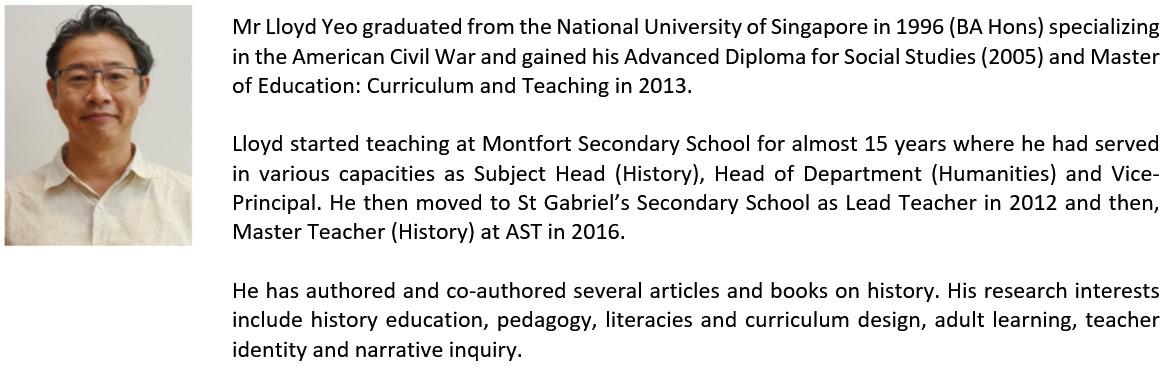 Mr Lloyd Yeo graduated from the National University of Singapore in 1996 (BA Hons) specializing
in the American Civil War and gained his Advanced Diploma for Social Studies (2005) and Master
of Education: Curriculum and Teaching in 2013.
Lloyd started teaching at Montfort Secondary School for almost 15 years where he had served
in various capacities as Subject Head (History), Head of Department (Humanities) and Vice-
Principal. He then moved to St Gabriel’s Secondary School as Lead Teacher in 2012 and then,
Master Teacher (History) at AST in 2016.
He has authored and co-authored several articles and books on history. His research interests
include history education, pedagogy, literacies and curriculum design, adult learning, teacher
identity and narrative inquiry.